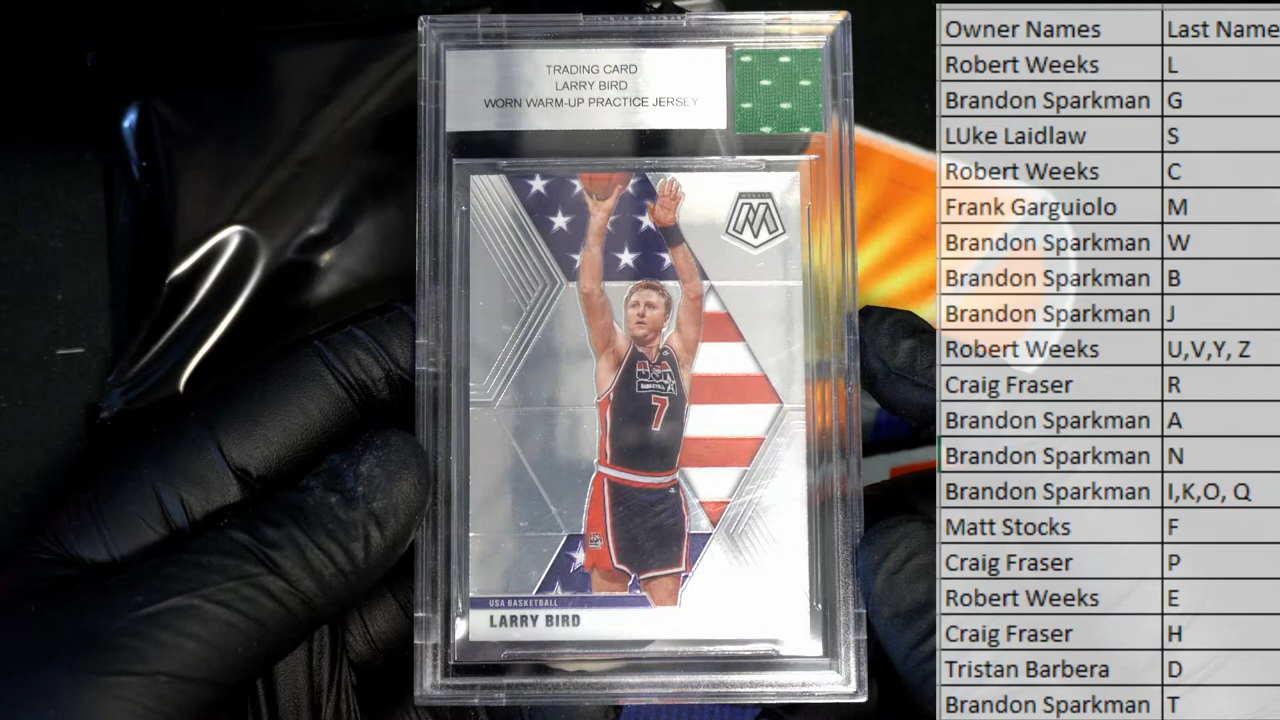 TRADING CARD
LARRY BIRD
WORN WARM-UP PRACTICE JERSEY
MOSAIC
USA
BASKETBALL
7
USA BASKETBALL
LARRY BIRD
Owner Names Last Name
Robert Weeks L
Brandon Sparkman G
LUke Laidlaw S
Robert Weeks C
Frank Garguiolo M
Brandon Sparkman W
Brandon Sparkman B
Brandon Sparkman J
Robert Weeks U,V,Y, Z
Craig Fraser R
Brandon Sparkman A
Brandon Sparkman N
Brandon Sparkman I,K,O, Q
Matt Stocks F
Craig Fraser P
Robert Weeks E
Craig Fraser H
Tristan Barbera D
Brandon Sparkman T